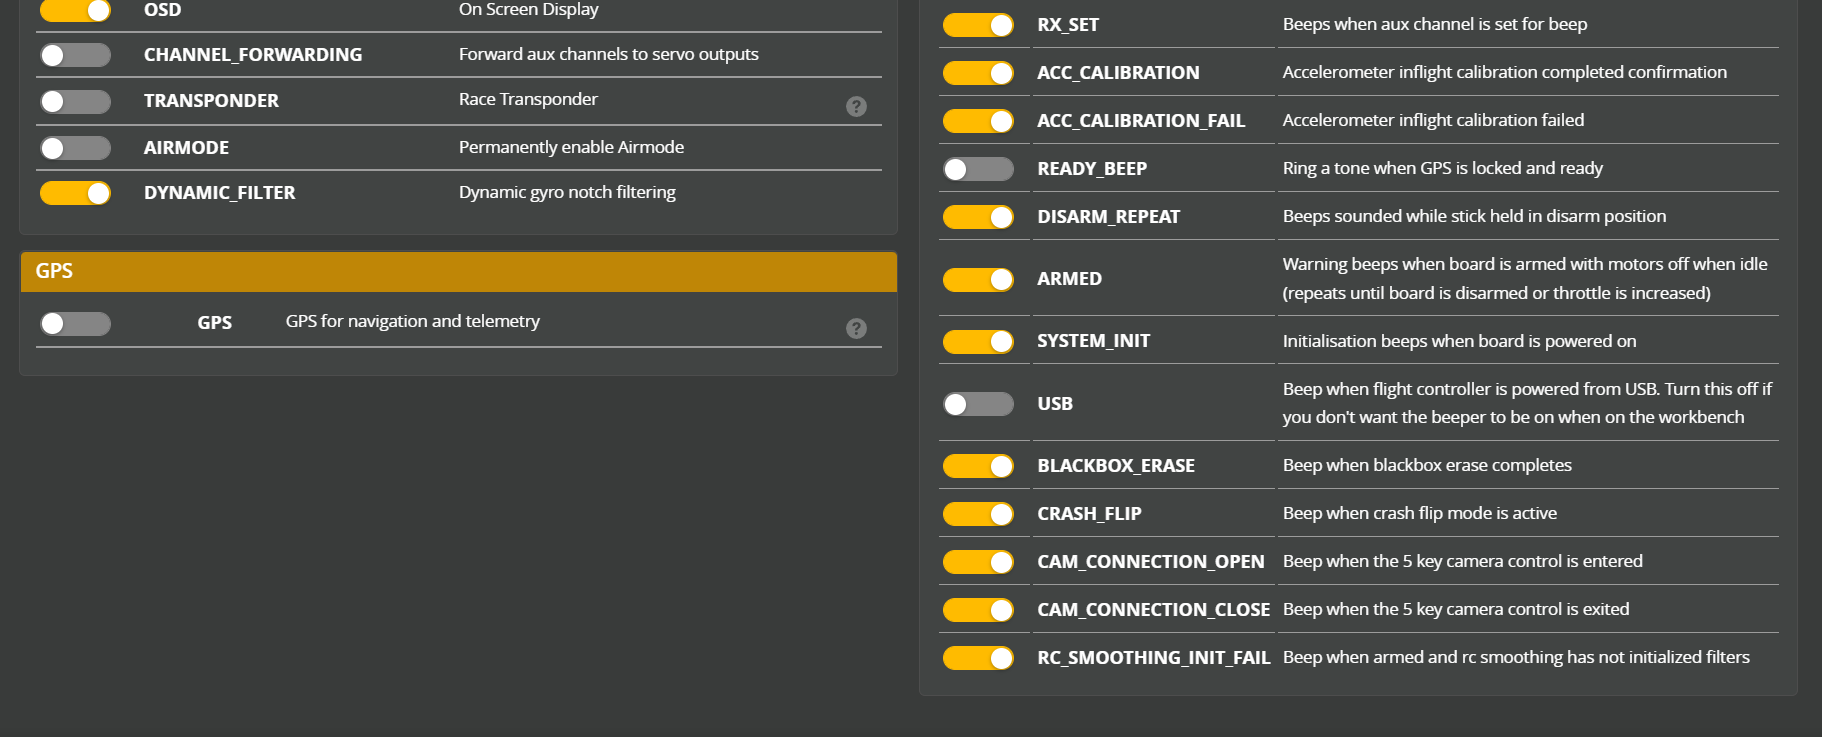 OSD On Screen Display
CHANNEL_FORWARDING Forward aux channels to servo outputs
TRANSPONDER Race Transponder ?
AIRMODE Permanently enable Airmode
DYNAMIC_FILTER Dynamic gyro notch filtering
GPS
GPS GPS for navigation and telemetry ?
RX_SET Beeps when aux channel is set for beep
ACC_CALIBRATION Accelerometer inflight calibration completed confirmation
ACC_CALIBRATION_FAIL Accelerometer inflight calibration failed
READY_BEEP Ring a tone when GPS is locked and ready
DISARM_REPEAT Beeps sounded while stick held in disarm position
ARMED Warning beeps when board is armed with motors off when idle
(repeats until board is disarmed or throttle is increased)
SYSTEM_INIT Initialisation beeps when board is powered on
USB Beep when flight controller is powered from USB. Turn this off if
you don't want the beeper to be on when on the workbench
BLACKBOX_ERASE Beep when blackbox erase completes
CRASH_FLIP Beep when crash flip mode is active
CAM_CONNECTION_OPEN Beep when the 5 key camera control is entered
CAM_CONNECTION_CLOSE Beep when the 5 key camera control is exited
RC_SMOOTHING_INIT_FAIL Beep when armed and rc smoothing has not initialized filters